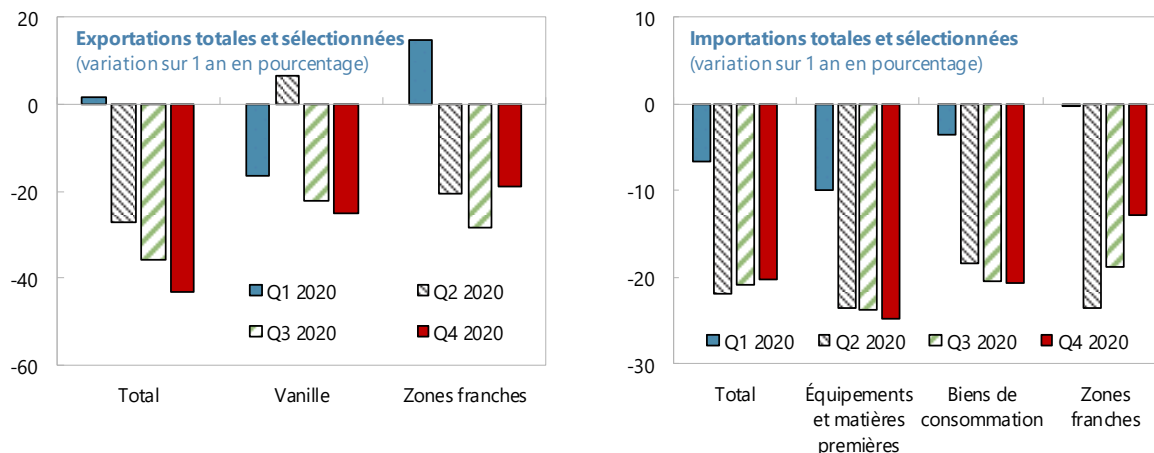 Exportations totales et sélectionnées
(variation sur 1 an en pourcentage)
20
0
-20
-40
-60
Q1 2020
Q2 2020
Q3 2020
Q4 2020
Total
Vanille
Zones franches
Importations totales et sélectionnées
(variation sur 1 an en pourcentage)
10
0
-10
-20
-30
Q1 2020
Q2 2020
Q3 2020
Q4 2020
Total
Équipements
et matières
premières
Biens de
consommation
Zones
franches